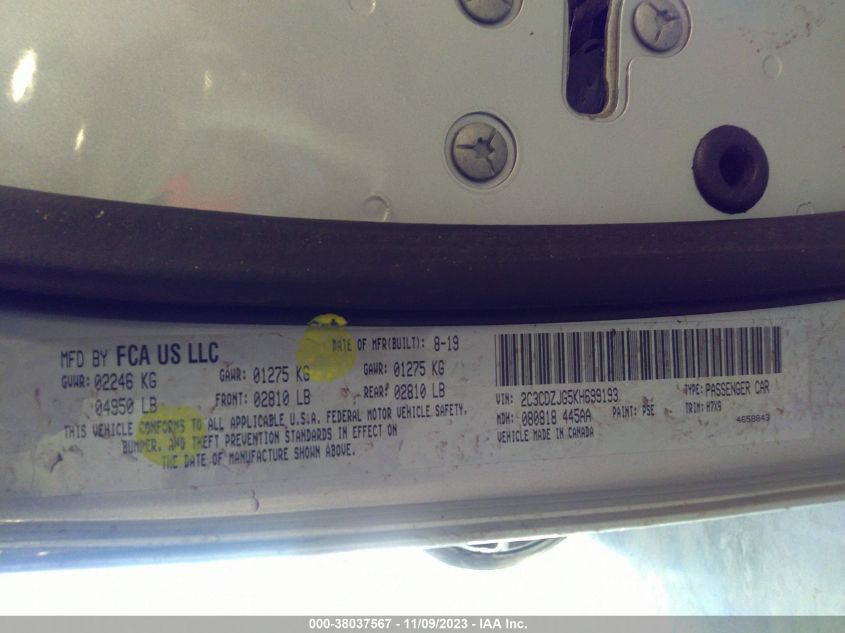 MFD BY FCA US LLC DATE OF MFR(BUILT): 8-19
GVWR: 02246 KG GAWR: 01275 KG GAWR: 01275 KG
04950 LB FRONT: 02810 LB REAR: 02810 LB
THIS VEHICLE CONFORMS TO ALL APPLICABLE U.S.A. FEDERAL MOTOR VEHICLE SAFETY,
BUMPER, AND THEFT PREVENTION STANDARDS IN EFFECT ON
THE DATE OF MANUFACTURE SHOWN ABOVE.
VIN: 2C3CDZJG5KH699193 TYPE: PASSENGER CAR
MDH: 080818 445AA PAINT: PSE TRIM: H7X9
VEHICLE MADE IN CANADA 4658843
000-38037567 - 11/09/2023 - IAA Inc.